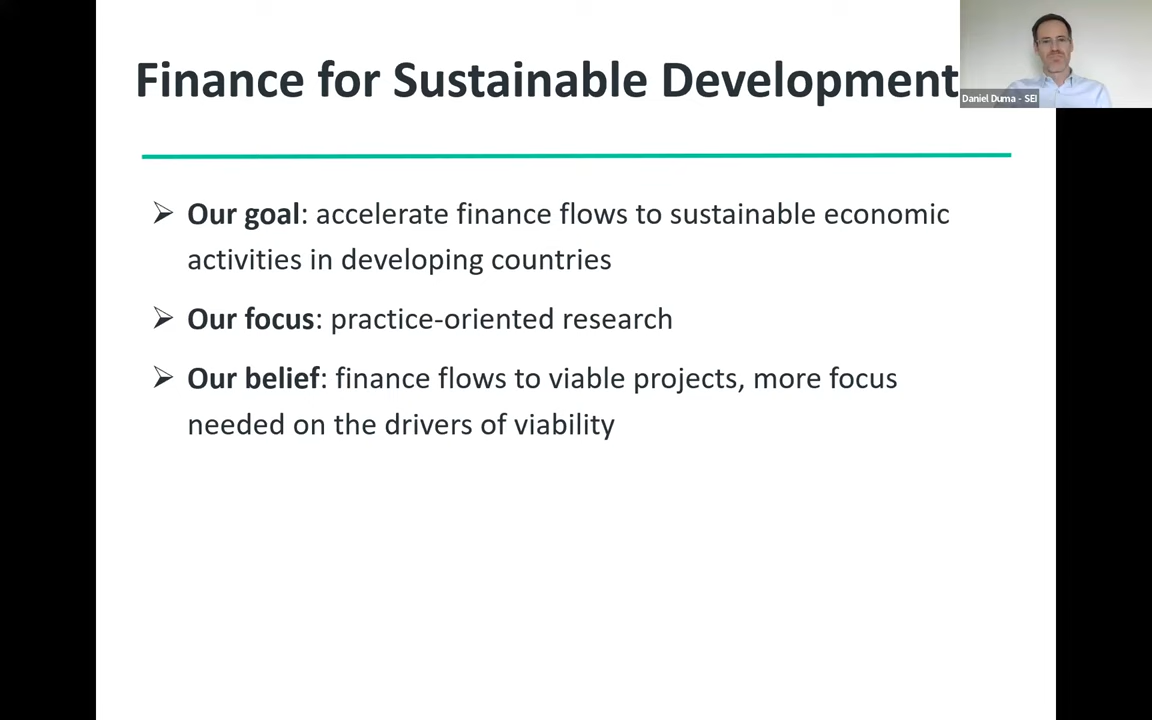 Finance for Sustainable Development
Daniel Duma - SEI
Our goal: accelerate finance flows to sustainable economic
activities in developing countries
Our focus: practice-oriented research
Our belief: finance flows to viable projects, more focus
needed on the drivers of viability